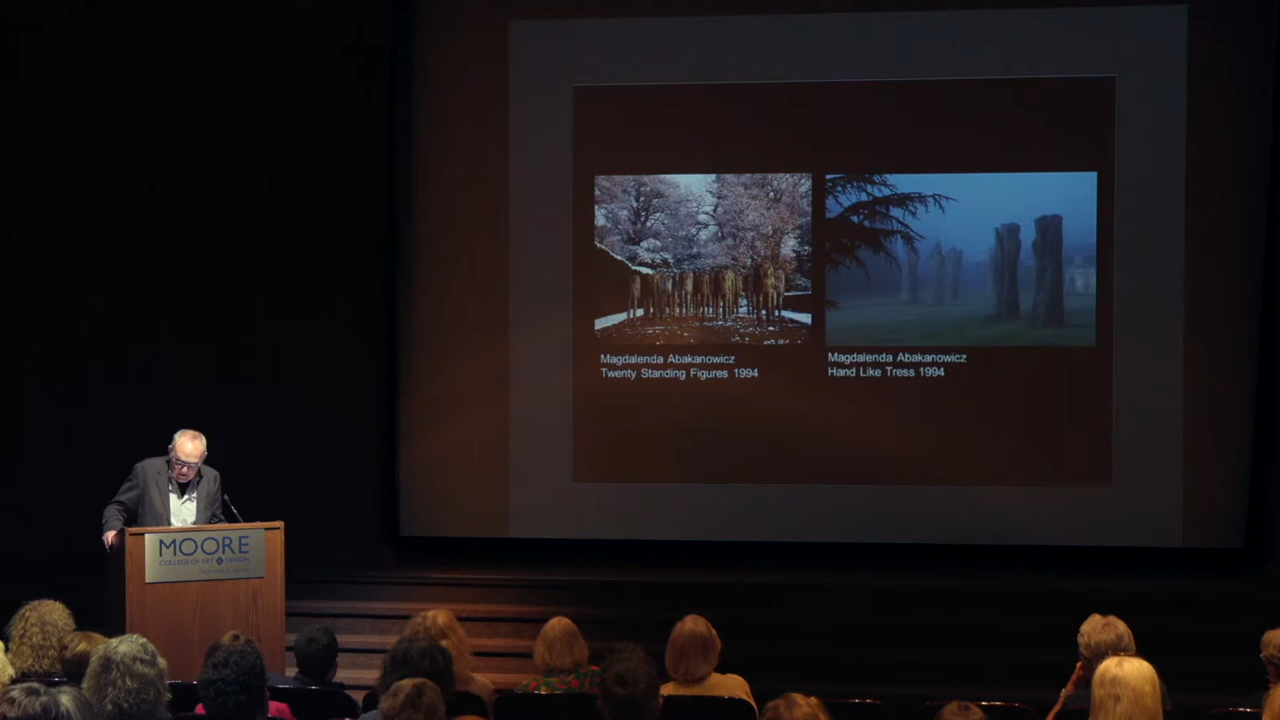 Magdalenda Abakanowicz
Twenty Standing Figures 1994
Magdalenda Abakanowicz
Hand Like Tress 1994
MOORE
COLLEGE OF ART & DESIGN